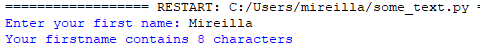 =================== RESTART: C:/Users/mireilla/some_text.py =
Enter your first name: Mireilla
Your firstname contains 8 characters